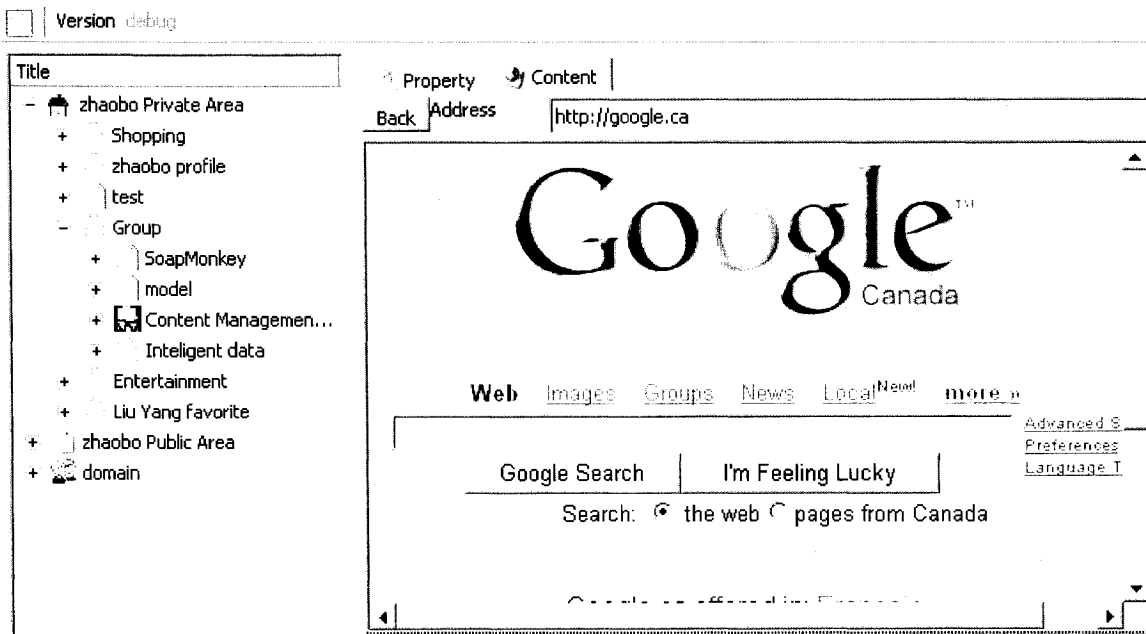 Version debug
Title
zhaobo Private Area
Shopping
zhaobo profile
test
Group
SoapMonkey
model
Content Managemen...
Inteligent data
Entertainment
Liu Yang favorite
zhaobo Public Area
domain
Property Content
Back Address http://google.ca
Google™
Canada
Web Images Groups News Local New! more »
Advanced S
Preferences
Language T
Google Search I'm Feeling Lucky
Search: the web pages from Canada